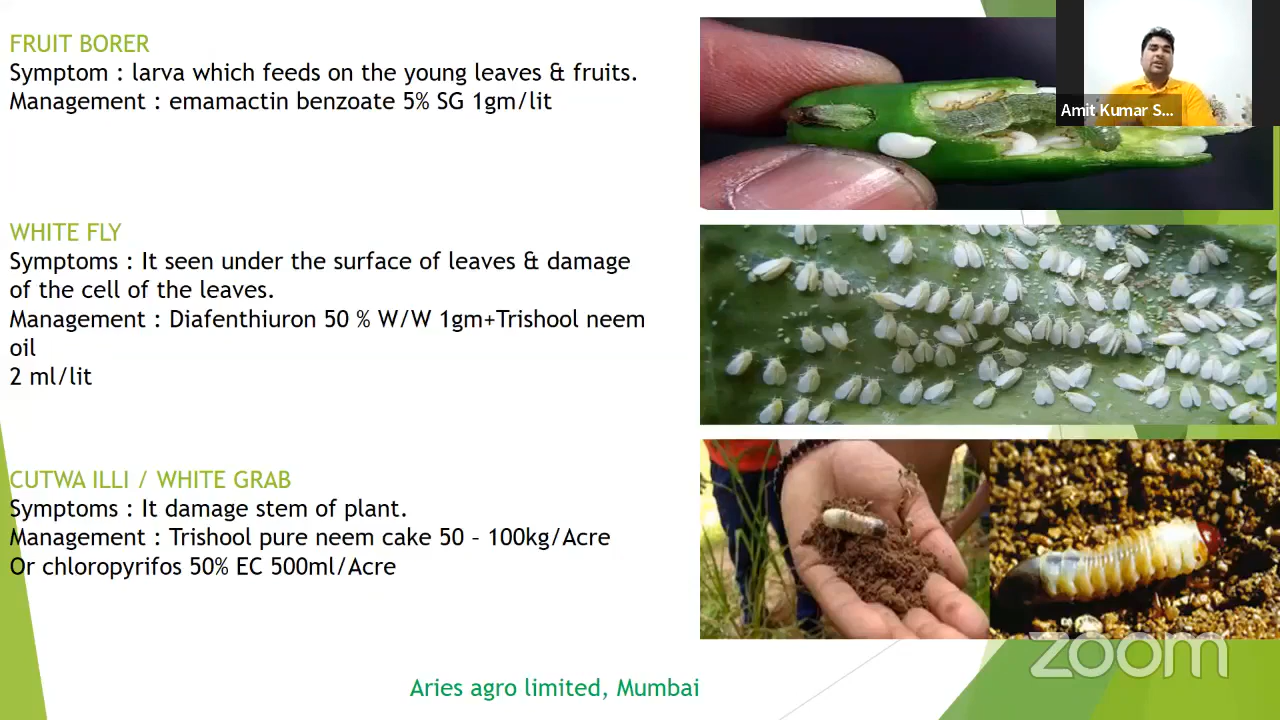 FRUIT BORER
Symptom : larva which feeds on the young leaves & fruits.
Management : emamactin benzoate 5% SG 1gm/lit
Amit Kumar S...
WHITE FLY
Symptoms : It seen under the surface of leaves & damage
of the cell of the leaves.
Management : Diafenthiuron 50 % W/W 1gm+Trishool neem
oil
2 ml/lit
CUTWA ILLI / WHITE GRAB
Symptoms : It damage stem of plant.
Management : Trishool pure neem cake 50 – 100kg/Acre
Or chloropyrifos 50% EC 500ml/Acre
zoom
Aries agro limited, Mumbai